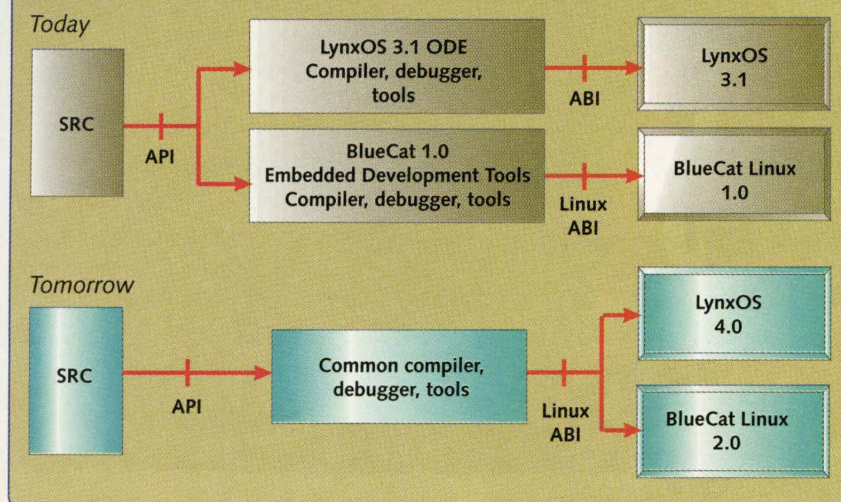 Today
SRC
API
LynxOS 3.1 ODE
Compiler, debugger,
tools
ABI
LynxOS
3.1
BlueCat 1.0
Embedded Development Tools
Compiler, debugger, tools
Linux
ABI
BlueCat Linux
1.0
Tomorrow
SRC
API
Common compiler,
debugger, tools
Linux
ABI
LynxOS
4.0
BlueCat Linux
2.0